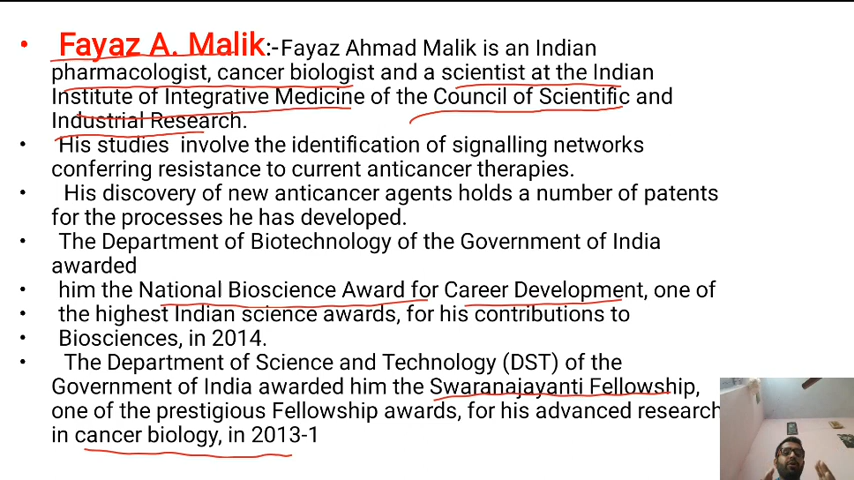 • Fayaz A. Malik:-Fayaz Ahmad Malik is an Indian
pharmacologist, cancer biologist and a scientist at the Indian
Institute of Integrative Medicine of the Council of Scientific and
Industrial Research.
• His studies involve the identification of signalling networks
conferring resistance to current anticancer therapies.
• His discovery of new anticancer agents holds a number of patents
for the processes he has developed.
• The Department of Biotechnology of the Government of India
awarded
• him the National Bioscience Award for Career Development, one of
• the highest Indian science awards, for his contributions to
• Biosciences, in 2014.
• The Department of Science and Technology (DST) of the
Government of India awarded him the Swaranajayanti Fellowship,
one of the prestigious Fellowship awards, for his advanced research
in cancer biology, in 2013-1